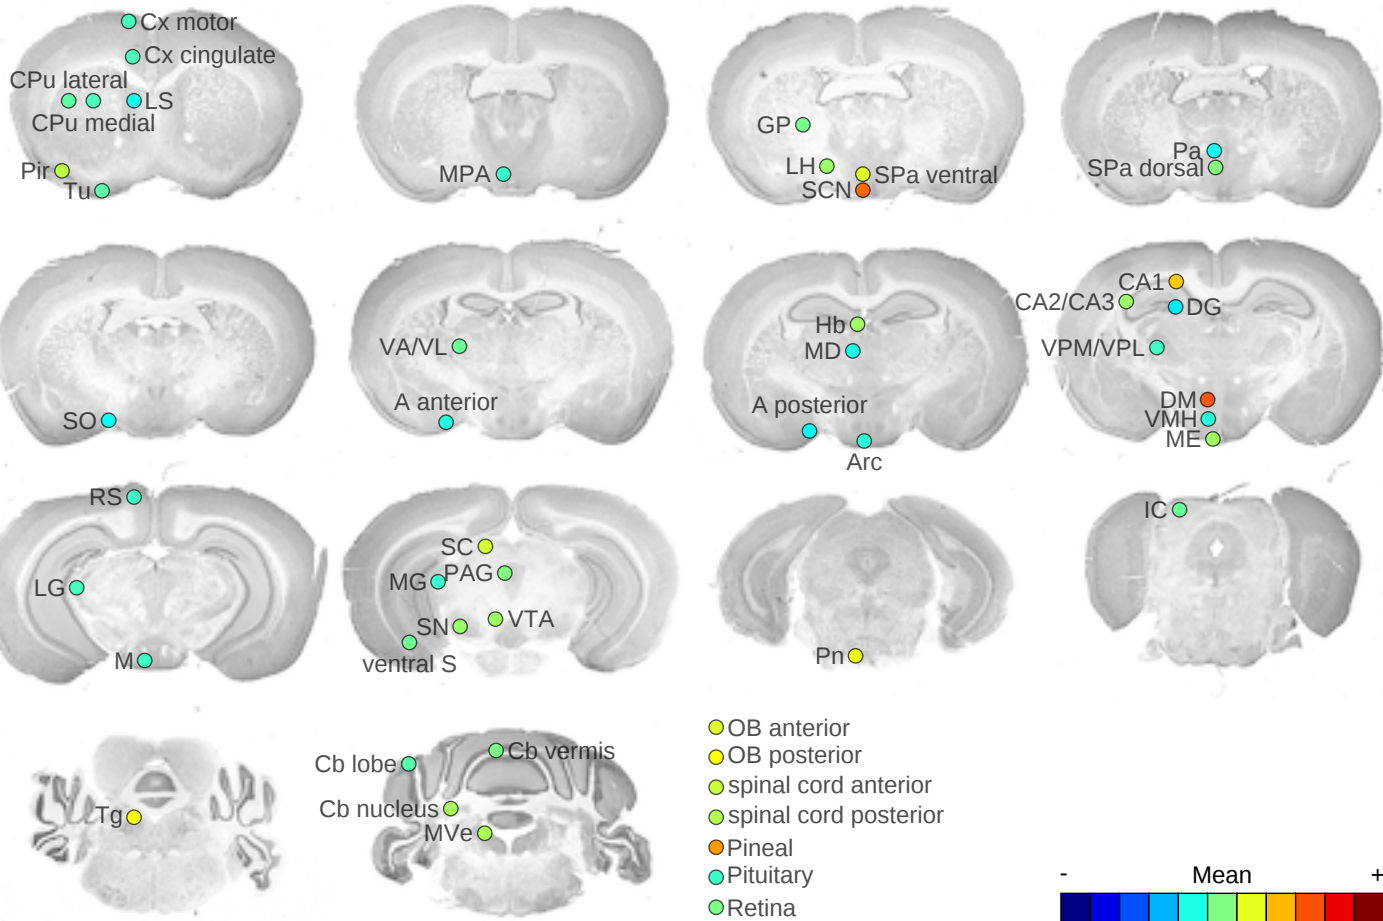 Cx motor
Cx cingulate
CPu lateral
LS
CPu medial
Pir
Tu
MPA
GP
LH
SPa ventral
SCN
Pa
SPa dorsal
SO
VA/VL
A anterior
Hb
MD
A posterior
Arc
CA1
CA2/CA3
DG
VPM/VPL
DM
VMH
ME
RS
LG
M
SC
MG
PAG
SN
VTA
ventral S
Pn
IC
Tg
Cb lobe
Cb vermis
Cb nucleus
MVe
OB anterior
OB posterior
spinal cord anterior
spinal cord posterior
Pineal
Pituitary
Retina
- Mean +